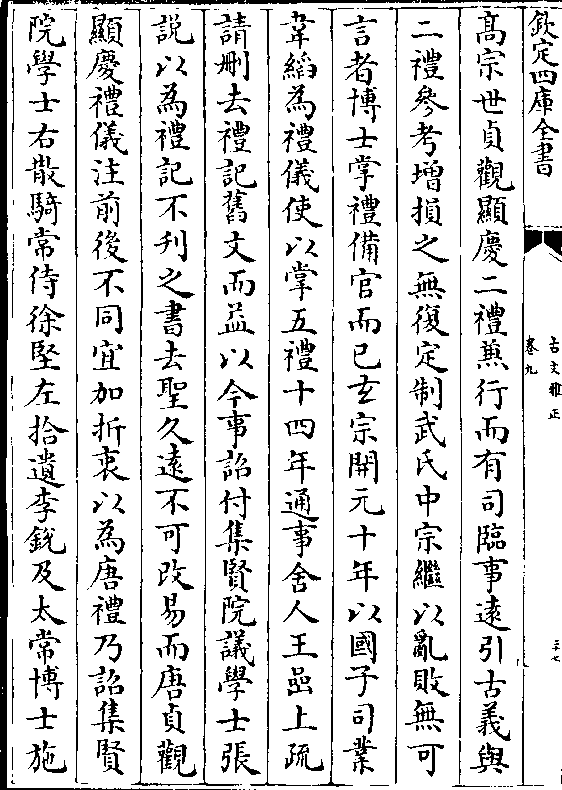 欽定四庫全書
古文雅正
卷九
三十七
高宗世貞觀顯慶二禮兼行而有司臨事遠引古義與
二禮參考增損之無復定制武氏中宗繼以亂敗無可
言者博士掌禮備官而已玄宗開元十年以國子司業
韋縚為禮儀使以掌五禮十四年通事舍人王嵒上疏
請刪去禮記舊文而益以今事詔付集賢院議學士張
說以為禮記不刋之書去聖久遠不可改易而唐貞觀
顯慶禮儀注前後不同宜加折衷以為唐禮乃詔集賢
院學士右散騎常侍徐堅左拾遺李銳及太常博士施